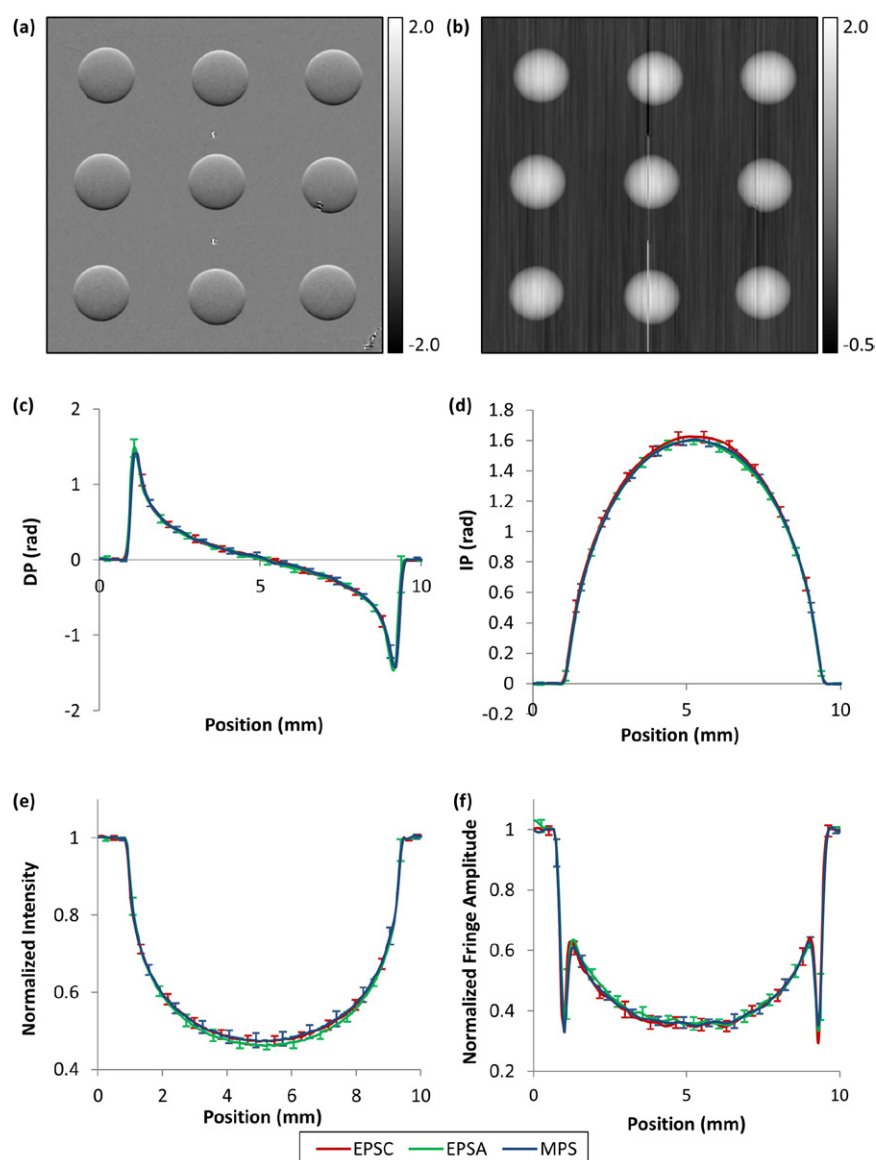 (a)
2.0
-2.0
(b)
2.0
-0.5
(c)
2
1
0
-1
-2
0
5
10
DP (rad)
Position (mm)
(d)
1.8
1.6
1.4
1.2
1
0.8
0.6
0.4
0.2
0
-0.2
0
5
10
IP (rad)
Position (mm)
(e)
1
0.8
0.6
0.4
0
2
4
6
8
10
Normalized Intensity
Position (mm)
(f)
1
0.8
0.6
0.4
0.2
0
5
10
Normalized Fringe Amplitude
Position (mm)
EPSC EPSA MPS